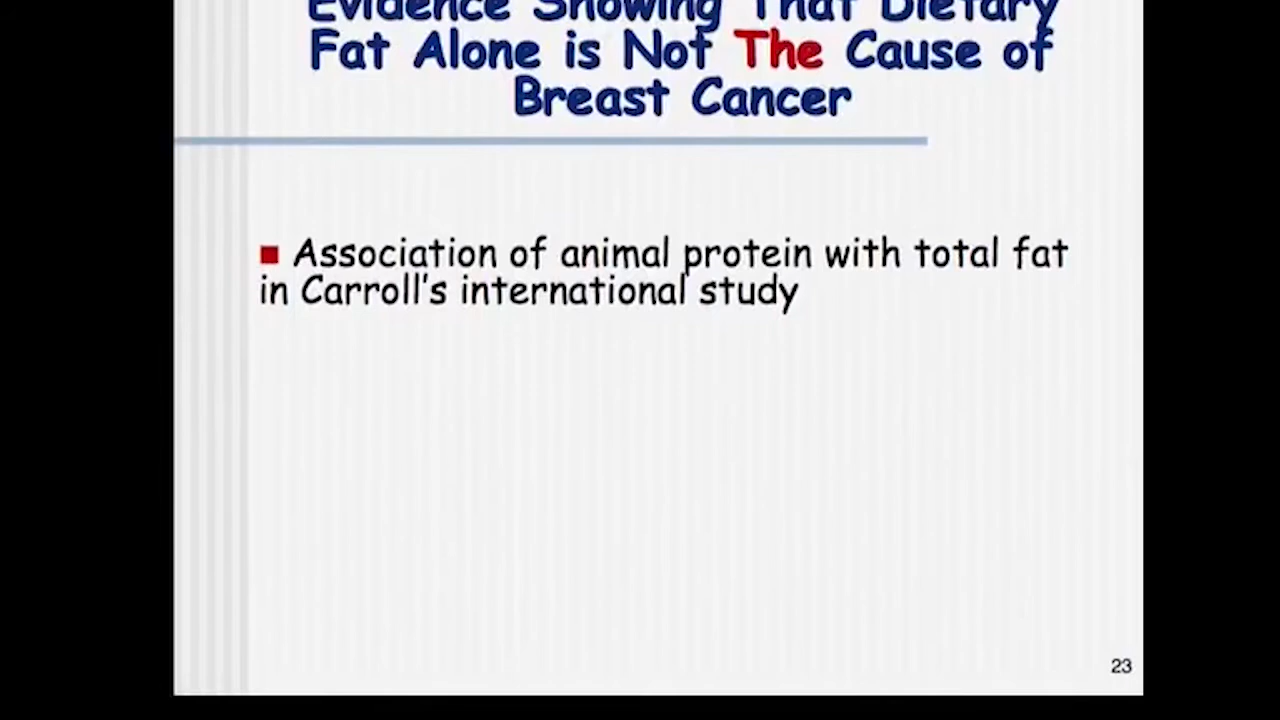 Evidence Showing That Dietary
Fat Alone is Not The Cause of
Breast Cancer
Association of animal protein with total fat
in Carroll's international study
23